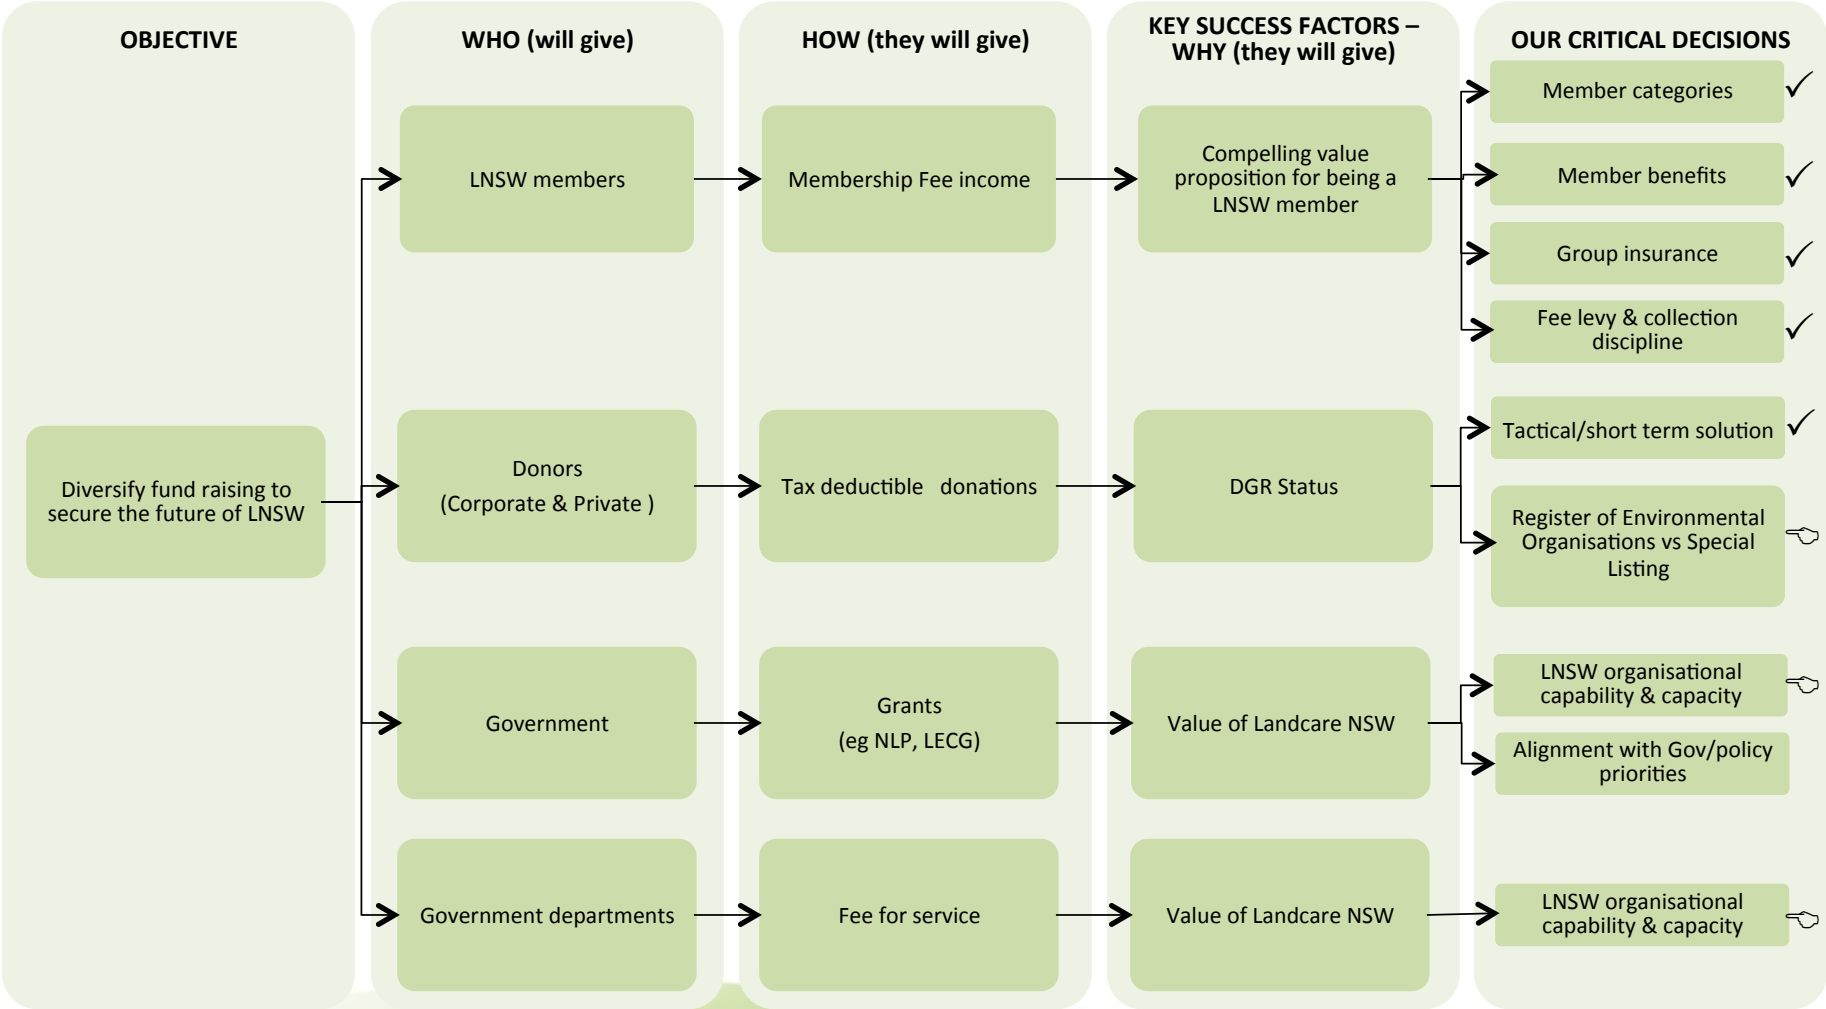 OBJECTIVE
WHO (will give)
HOW (they will give)
KEY SUCCESS FACTORS –
WHY (they will give)
OUR CRITICAL DECISIONS
Diversify fund raising to
secure the future of LNSW
LNSW members
Membership Fee income
Compelling value
proposition for being a
LNSW member
Member categories ✓
Member benefits ✓
Group insurance ✓
Fee levy & collection
discipline ✓
Donors
(Corporate & Private )
Tax deductible donations
DGR Status
Tactical/short term solution ✓
Register of Environmental
Organisations vs Special
Listing
Government
Grants
(eg NLP, LECG)
Value of Landcare NSW
LNSW organisational
capability & capacity
Alignment with Gov/policy
priorities
Government departments
Fee for service
Value of Landcare NSW
LNSW organisational
capability & capacity